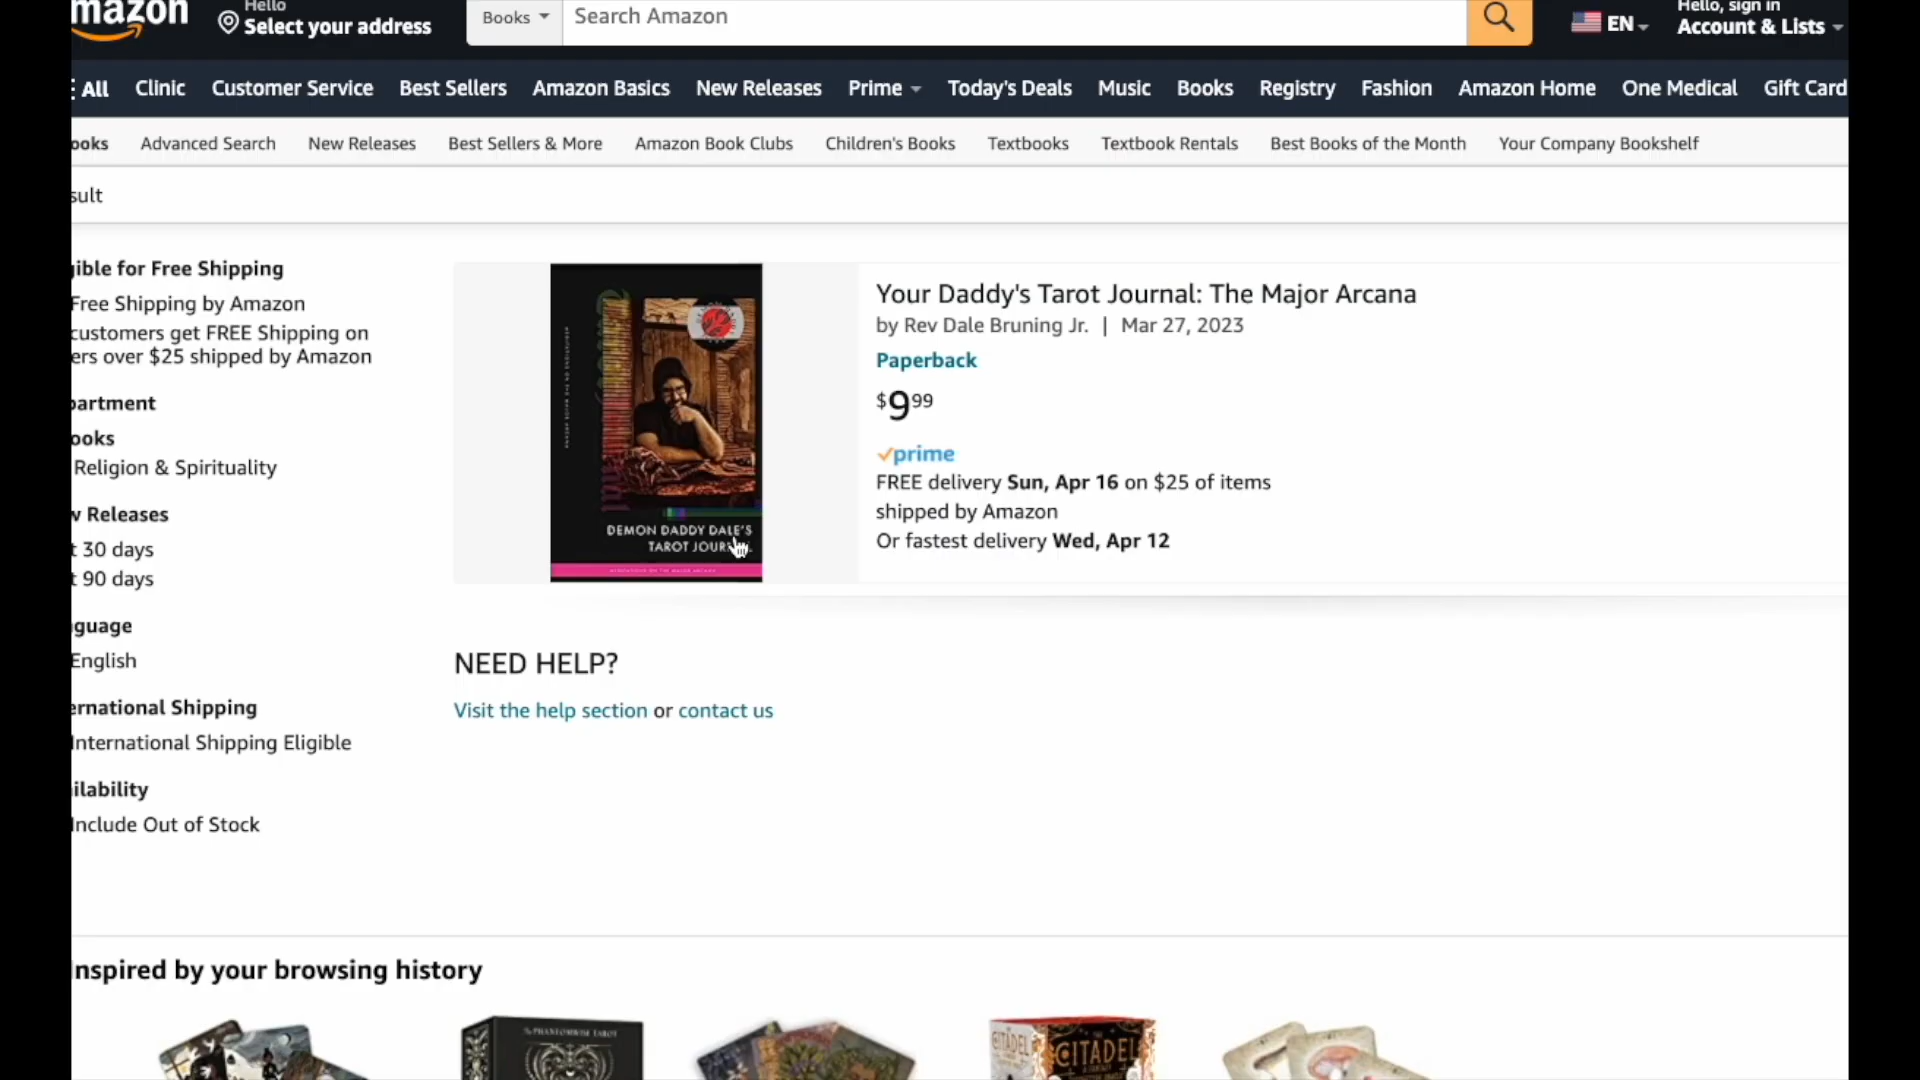 mazon
Hello
Select your address
Books
Search Amazon
EN
Hello, sign in
Account & Lists
All
Clinic
Customer Service
Best Sellers
Amazon Basics
New Releases
Prime
Today's Deals
Music
Books
Registry
Fashion
Amazon Home
One Medical
Gift Card
ooks
Advanced Search
New Releases
Best Sellers & More
Amazon Book Clubs
Children's Books
Textbooks
Textbook Rentals
Best Books of the Month
Your Company Bookshelf
sult
gible for Free Shipping
Free Shipping by Amazon
customers get FREE Shipping on
ers over $25 shipped by Amazon
partment
ooks
Religion & Spirituality
w Releases
t 30 days
t 90 days
guage
English
ernational Shipping
International Shipping Eligible
ilability
Include Out of Stock
DEMON DADDY DALE'S
TAROT JOUR
Your Daddy's Tarot Journal: The Major Arcana
by Rev Dale Bruning Jr. | Mar 27, 2023
Paperback
$9 99
prime
FREE delivery Sun, Apr 16 on $25 of items
shipped by Amazon
Or fastest delivery Wed, Apr 12
NEED HELP?
Visit the help section or contact us
Inspired by your browsing history
The PHANTOMWISE TAROT
CITADEL
CITADEL